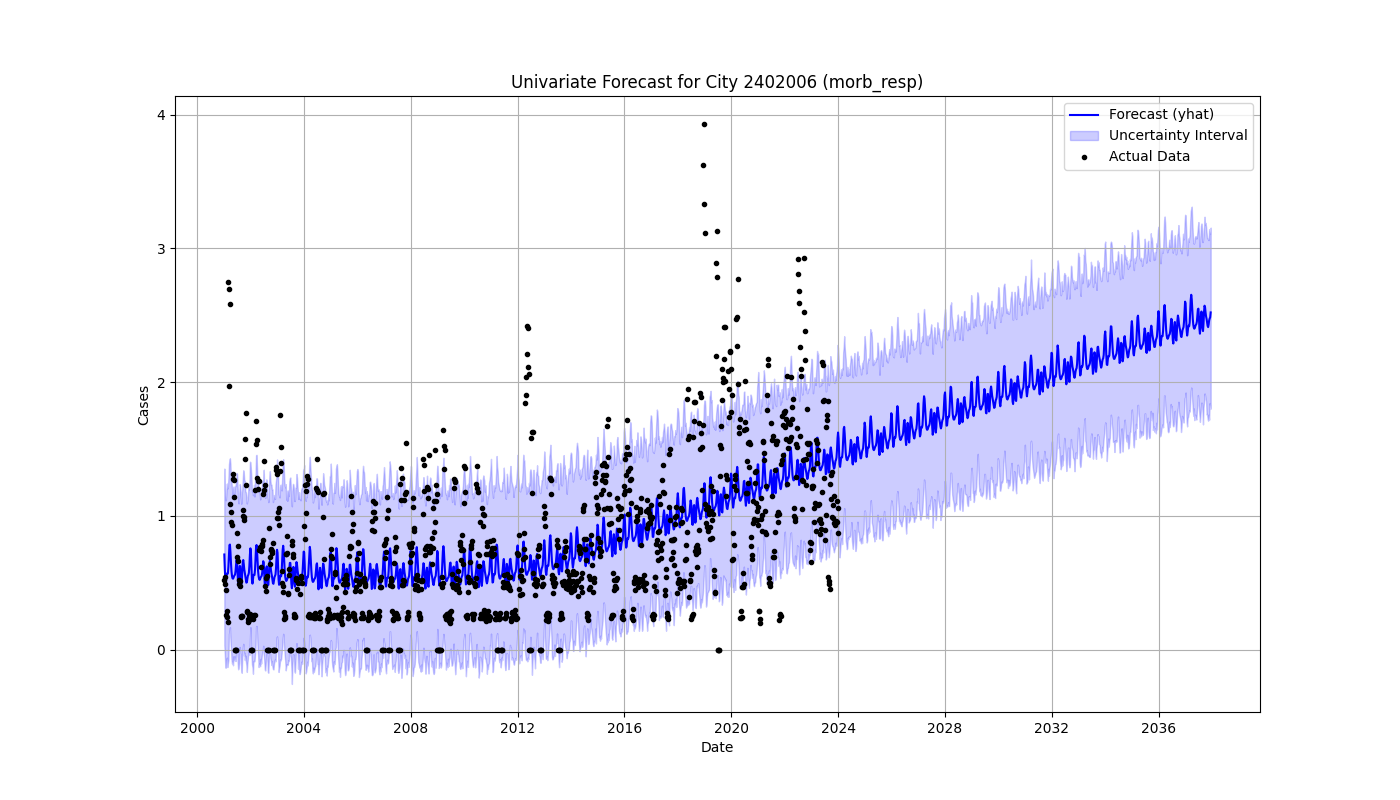 Univariate Forecast for City 2402006 (morb_resp)
Forecast (yhat)
Uncertainty Interval
Actual Data
Cases
4
3
2
1
0
2000 2004 2008 2012 2016 2020 2024 2028 2032 2036
Date